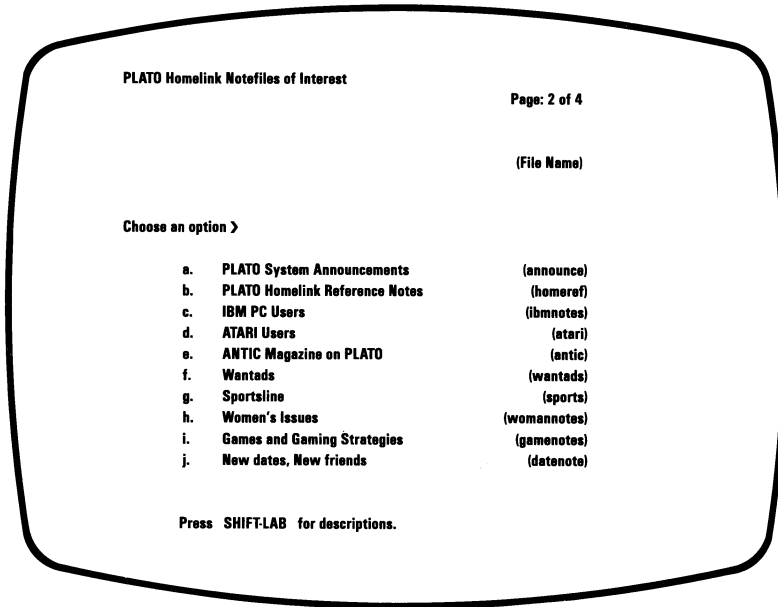 PLATO Homelink Notefiles of Interest
Page: 2 of 4
(File Name)
Choose an option >
a. PLATO System Announcements (announce)
b. PLATO Homelink Reference Notes (homeref)
c. IBM PC Users (ibmnotes)
d. ATARI Users (atari)
e. ANTIC Magazine on PLATO (antic)
f. Wantads (wantads)
g. Sportsline (sports)
h. Women's Issues (womannotes)
i. Games and Gaming Strategies (gamenotes)
j. New dates, New friends (datenote)
Press SHIFT-LAB for descriptions.